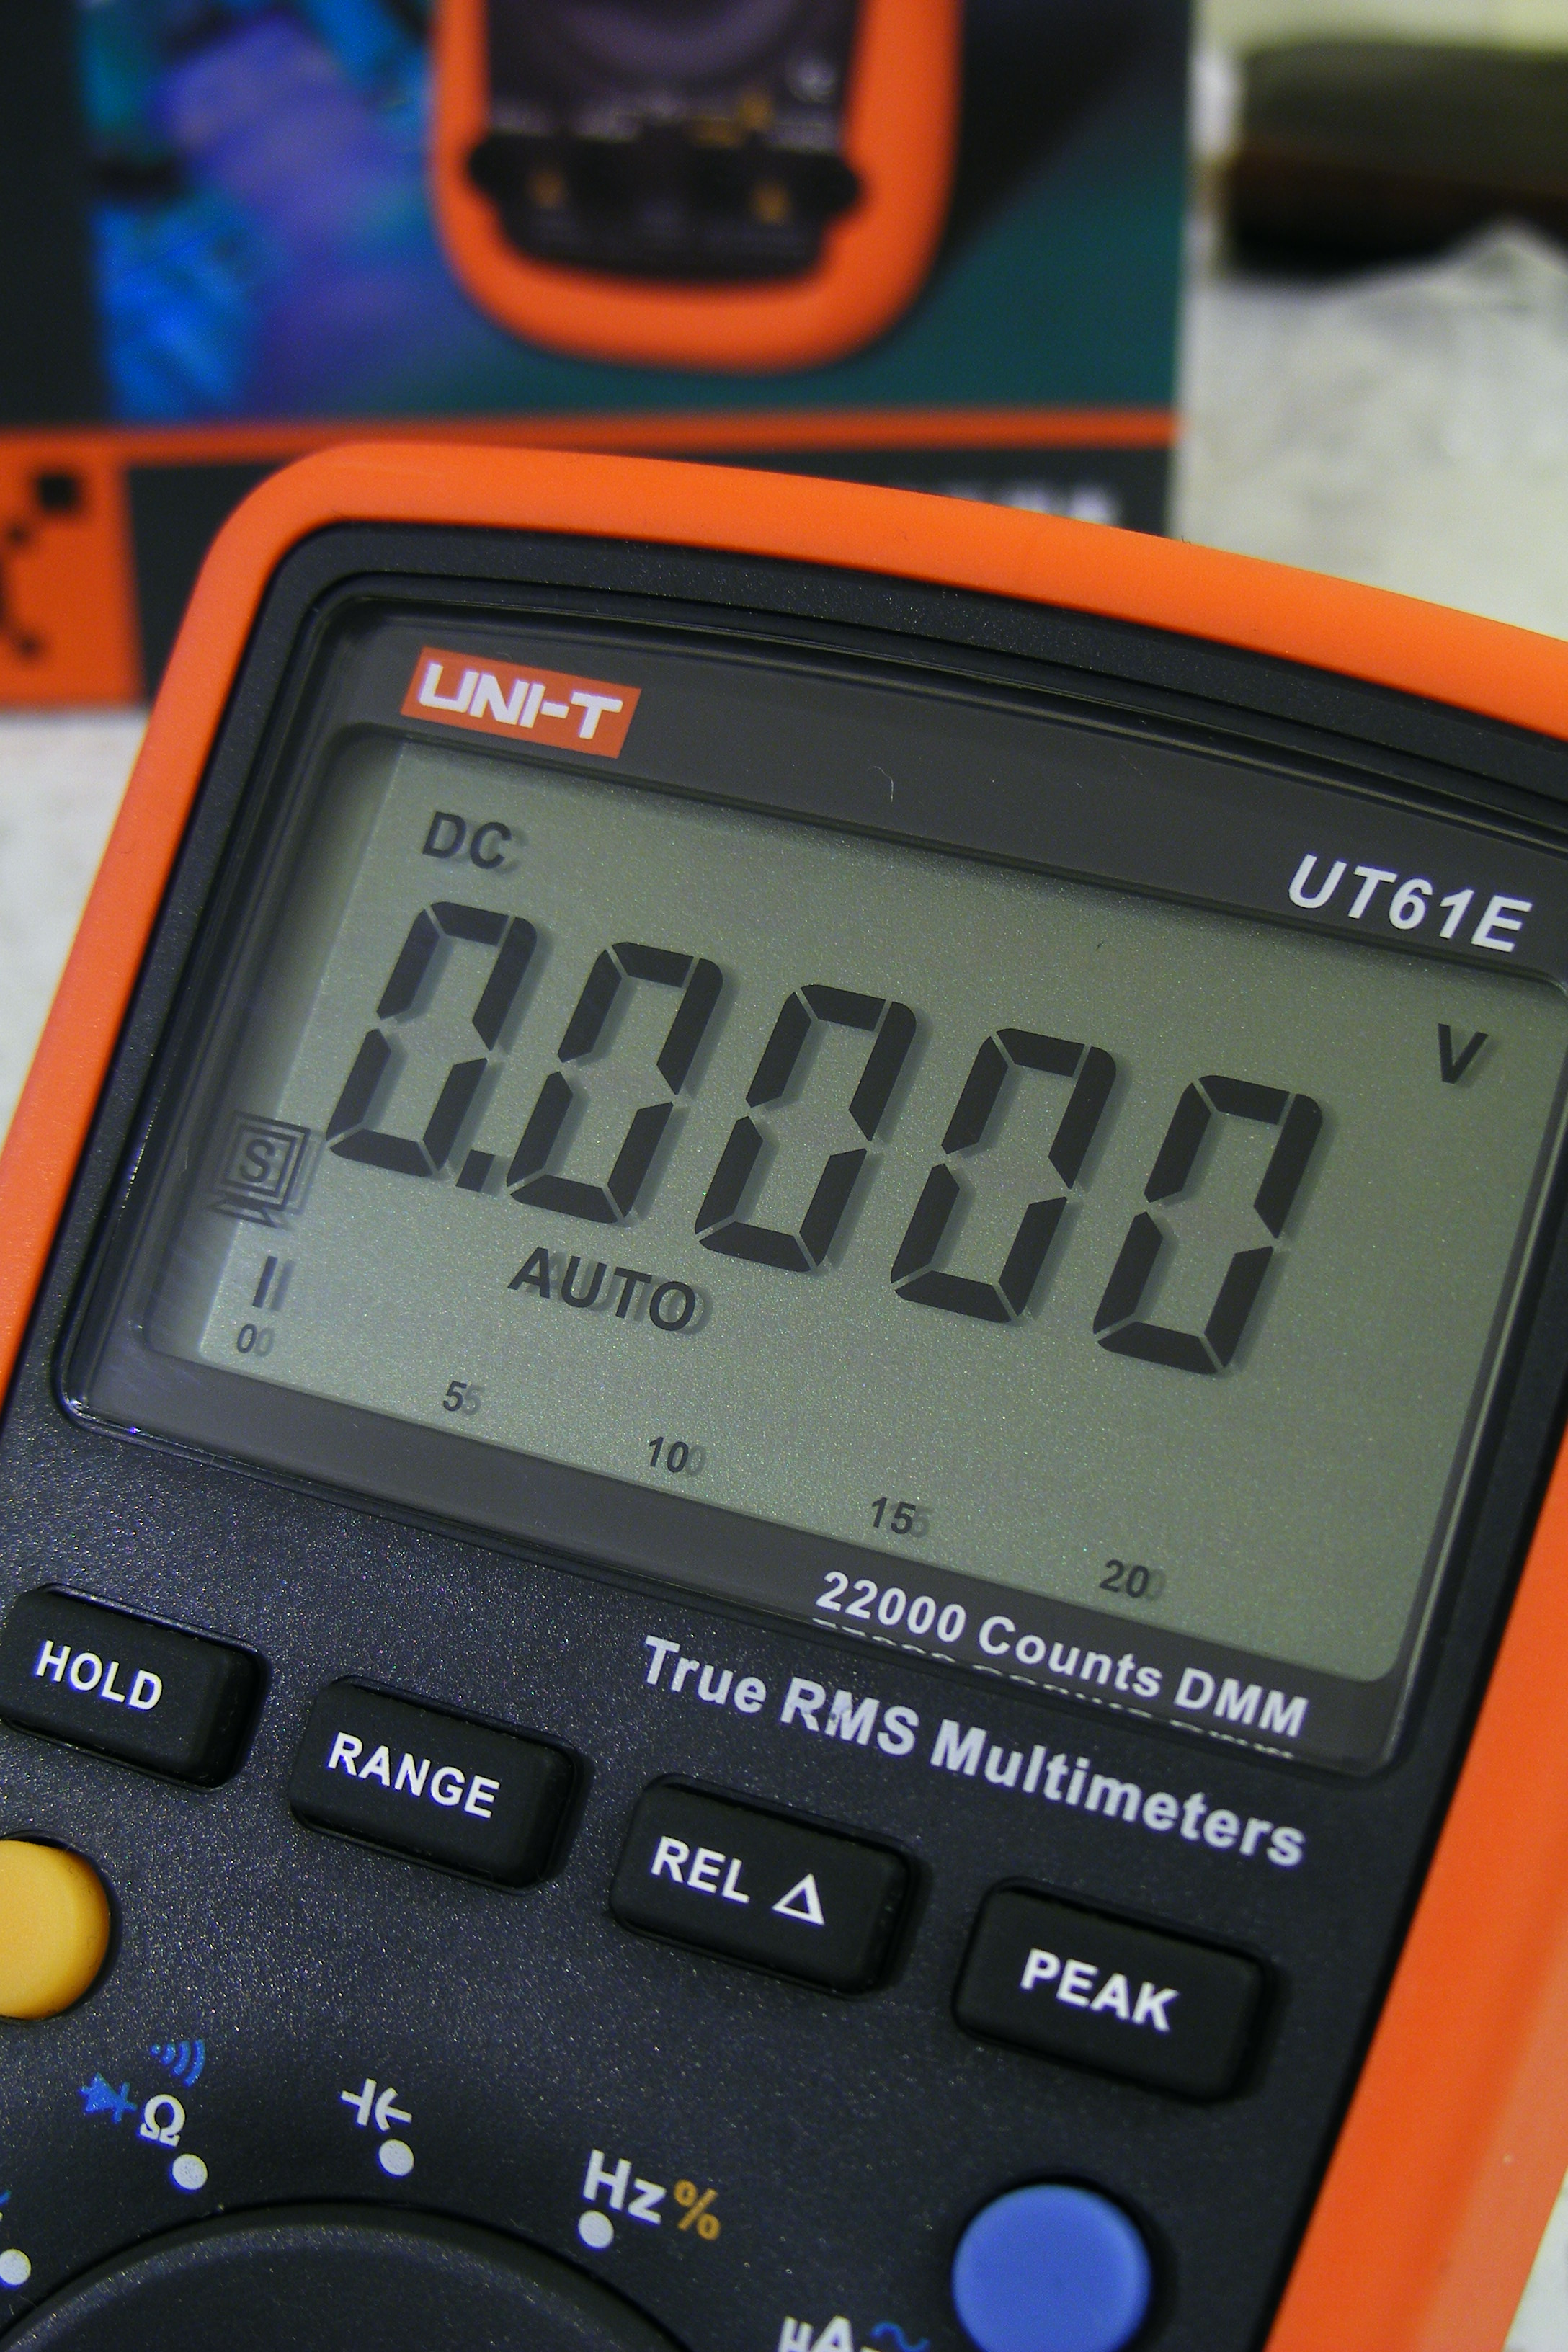 UNI-T
UT61E
DC
0.0000 V
S
AUTO
0 5 10 15 20
22000 Counts DMM
True RMS Multimeters
HOLD RANGE REL Δ PEAK
Ω
Hz%
µA